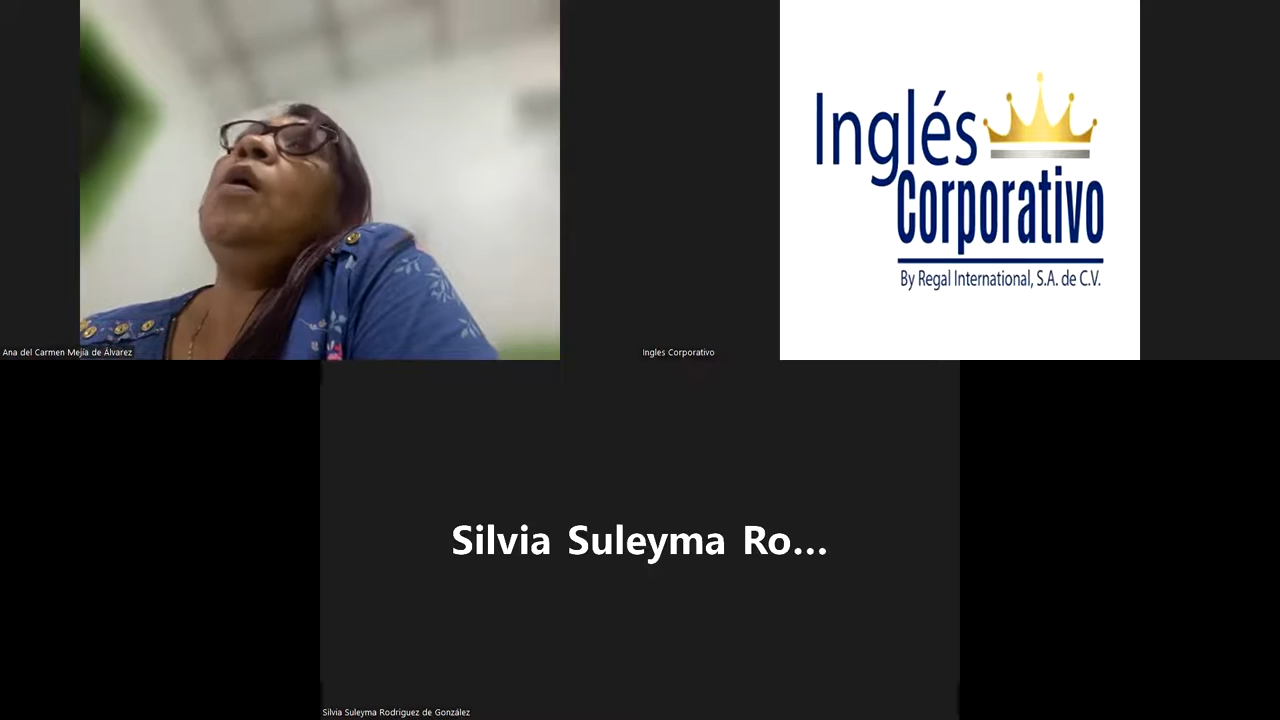 Inglés
Corporativo
By Regal International, S.A. de C.V.
Ana del Carmen Mejía de Álvarez
Ingles Corporativo
Silvia Suleyma Ro...
Silvia Suleyma Rodriguez de González